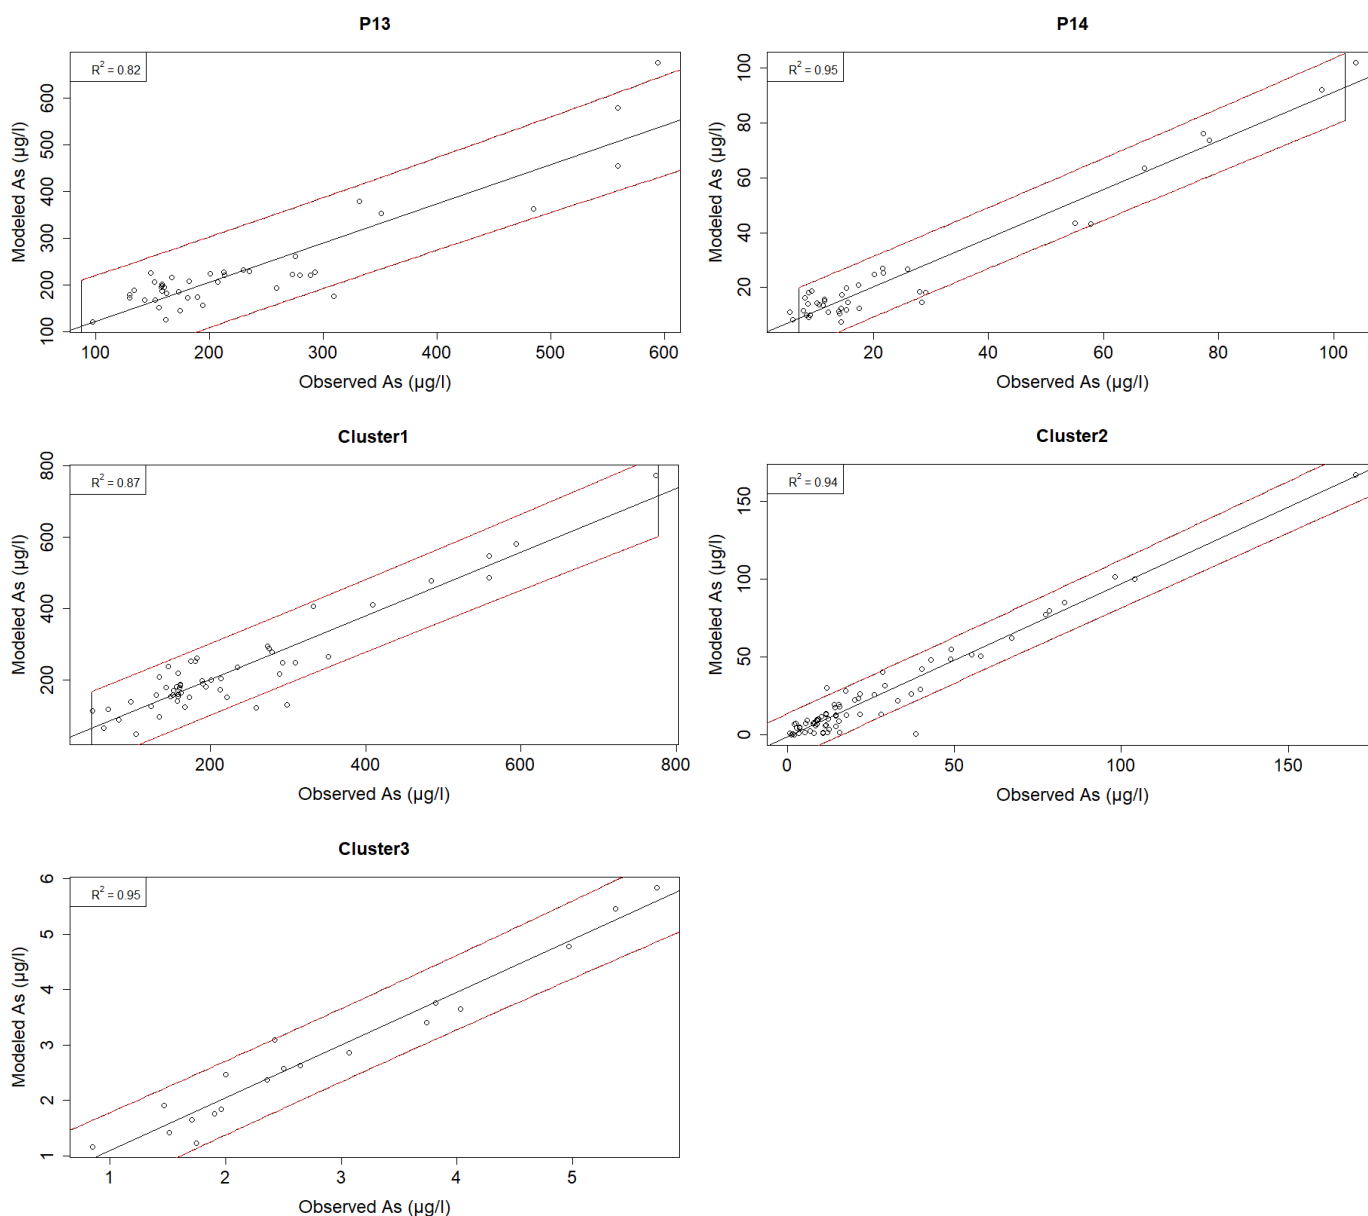 P13
R² = 0.82
Modeled As (µg/l)
100 200 300 400 500 600
100 200 300 400 500 600
Observed As (µg/l)
P14
R² = 0.95
Modeled As (µg/l)
20 40 60 80 100
20 40 60 80 100
Observed As (µg/l)
Cluster1
R² = 0.87
Modeled As (µg/l)
200 400 600 800
200 400 600 800
Observed As (µg/l)
Cluster2
R² = 0.94
Modeled As (µg/l)
0 50 100 150
0 50 100 150
Observed As (µg/l)
Cluster3
R² = 0.95
Modeled As (µg/l)
1 2 3 4 5 6
1 2 3 4 5
Observed As (µg/l)